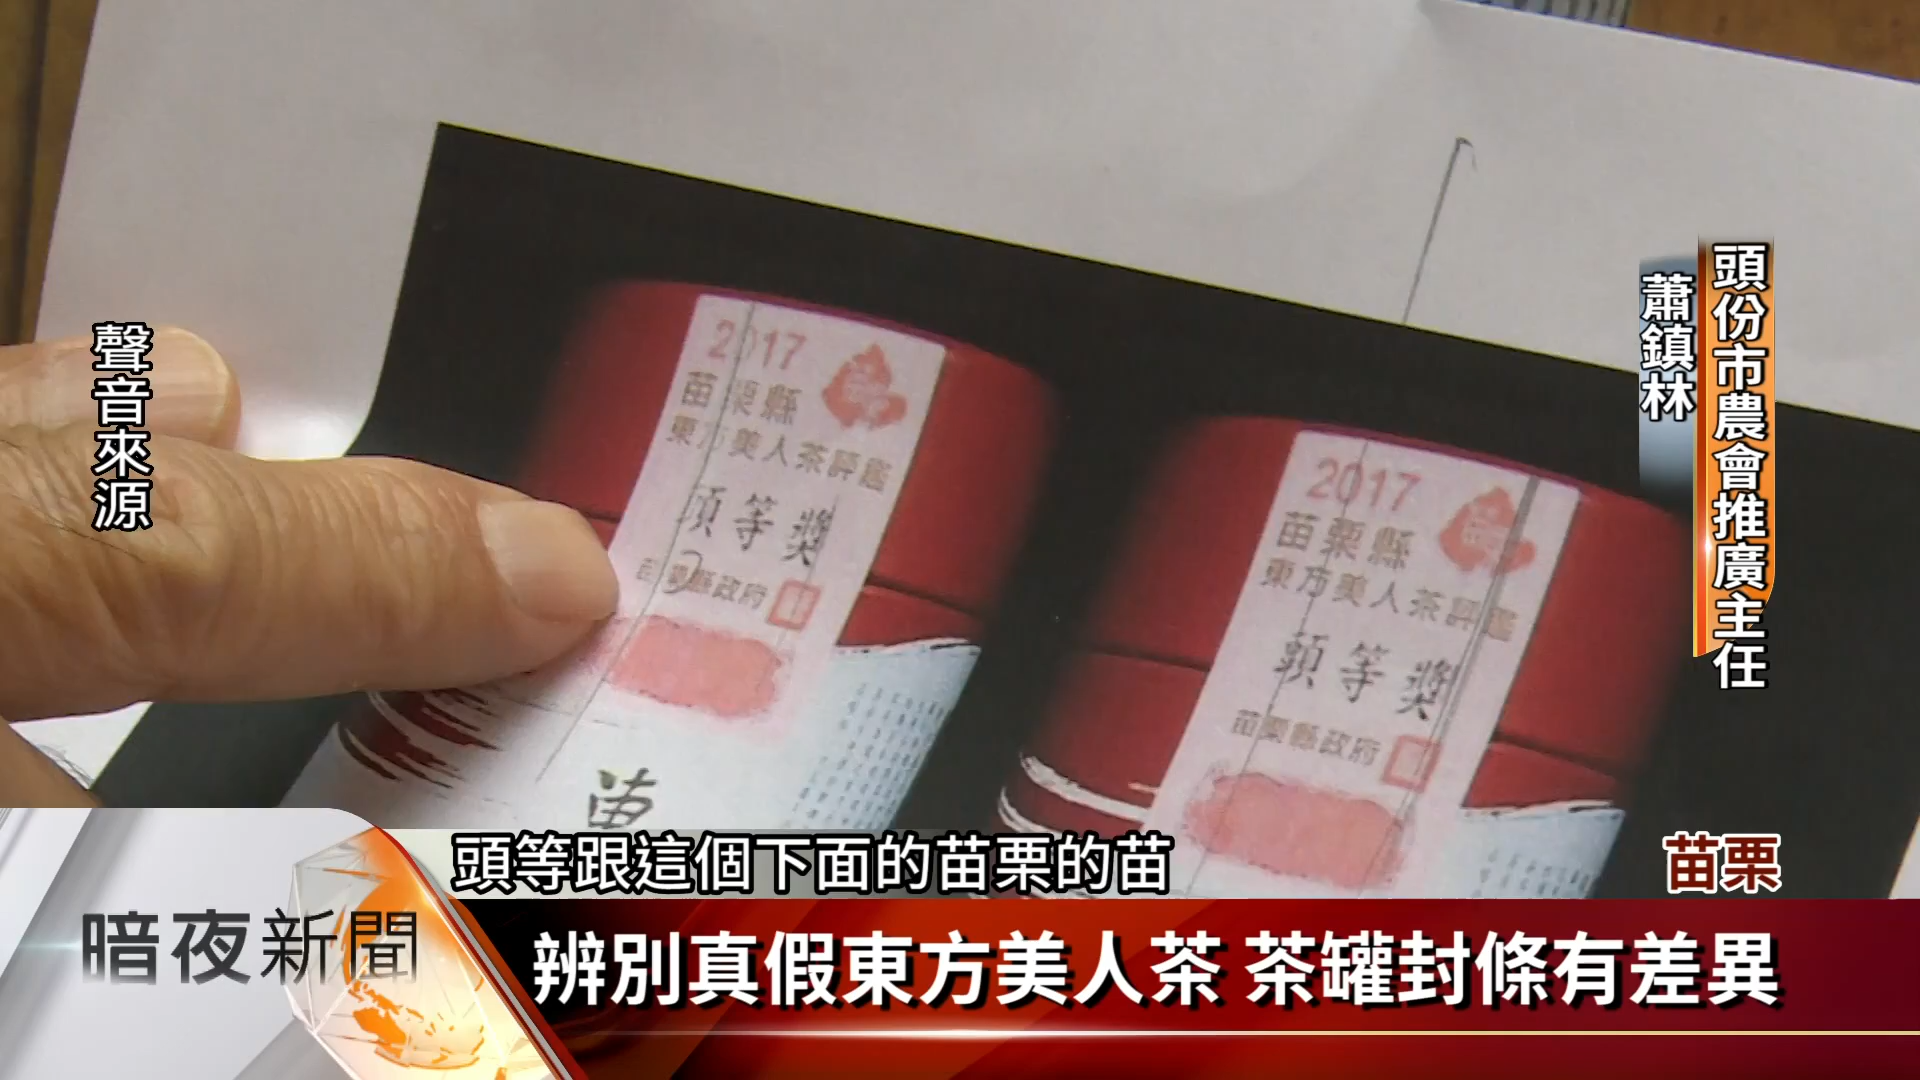 2017
苗栗縣
東方美人茶評鑑
頭等獎
苗栗縣政府
苗
2017
苗栗縣
東方美人茶評鑑
頭等獎
苗栗縣政府
聲音來源
頭份市農會推廣主任
蕭鎮林
頭等跟這個下面的苗栗的苗
苗栗
暗夜新聞
辨別真假東方美人茶 茶罐封條有差異